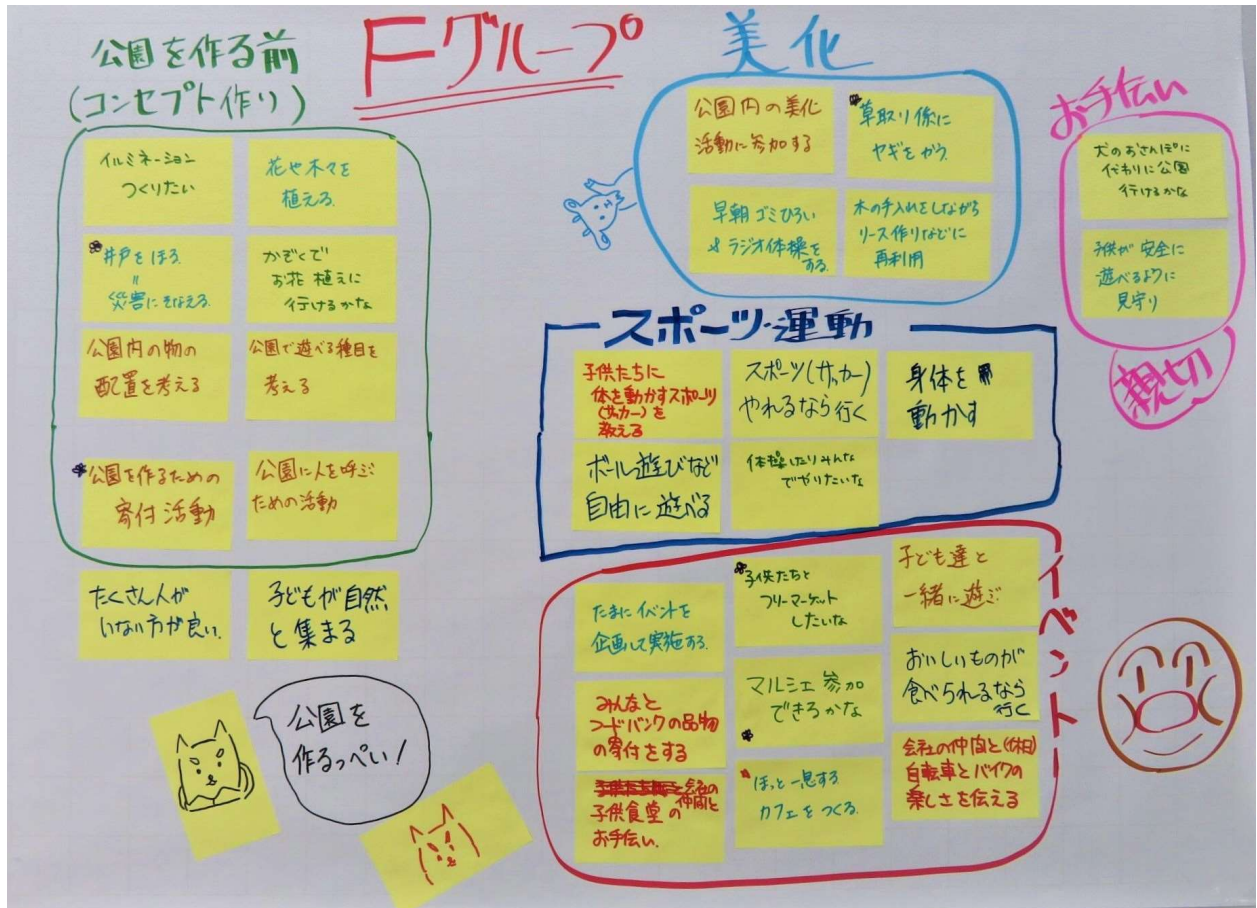 Fグループ
公園を作る前
(コンセプト作り)
イルミネーション
つくりたい
花や木々を
植える.
井戸をほる.
=
災害にそなえる.
かぞくで
お花 植えに
行けるかな
公園内の物の
配置を考える
公園で遊べる種目を
考える
公園を作るための
寄付活動
公園に人を呼ぶ
ための活動
たくさん人が
いない方が良い.
子どもが自然
と集まる
公園を
作るっぺい!
美化
公園内の美化
活動に参加する
草取り係に
ヤギをかう.
早朝ゴミひろい
&ラジオ体操を
する.
木の手入れをしながら
リース作りなどに
再利用
お手伝い
犬のおさんぽに
代わりに公園
行けるかな
子供が安全に
遊べるように
見守り
親切
スポーツ・運動
子供たちに
体を動かすスポーツ
(サッカー)を
教える
スポーツ(サッカー)
やれるなら行く
身体を
動かす
ボール遊びなど
自由に遊べる
体操したりみんな
でやりたいな
イベント
たまにイベントを
企画して実施する.
子供たちと
フリーマーケット
したいな
子ども達と
一緒に遊ぶ
みんなと
フードバンクの品物
の寄付をする
マルシェ参加
できるかな
おいしいものが
食べられるなら
行く
会社の
仲間と
子供食堂の
お手伝い.
ほっと一息する
カフェをつくる.
会社の仲間と(休日)
自転車とバイクの
楽しさを伝える